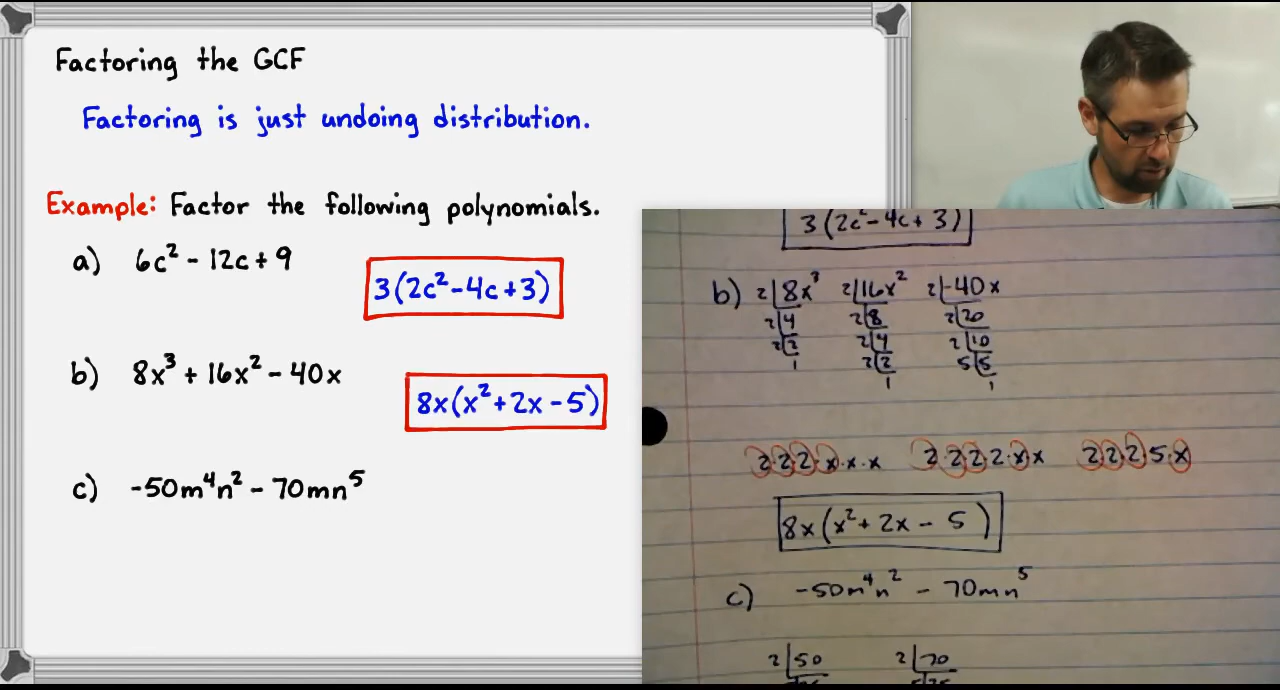 Factoring the GCF
Factoring is just undoing distribution.
Example: Factor the following polynomials.
a) 6c² - 12c + 9
3(2c² - 4c + 3)
b) 8x³ + 16x² - 40x
8x(x² + 2x - 5)
c) -50m⁴n² - 70mn⁵
3(2c² - 4c + 3)
b) 2|8x³ 2|16x² 2|-40x
2|4 2|8 2|20
2|2 2|4 2|10
1 2|2 5|5
1 1
2·2·2·x·x·x 2·2·2·2·x·x 2·2·2·5·x
8x(x² + 2x - 5)
c) -50m⁴n² - 70mn⁵
2|50 2|70